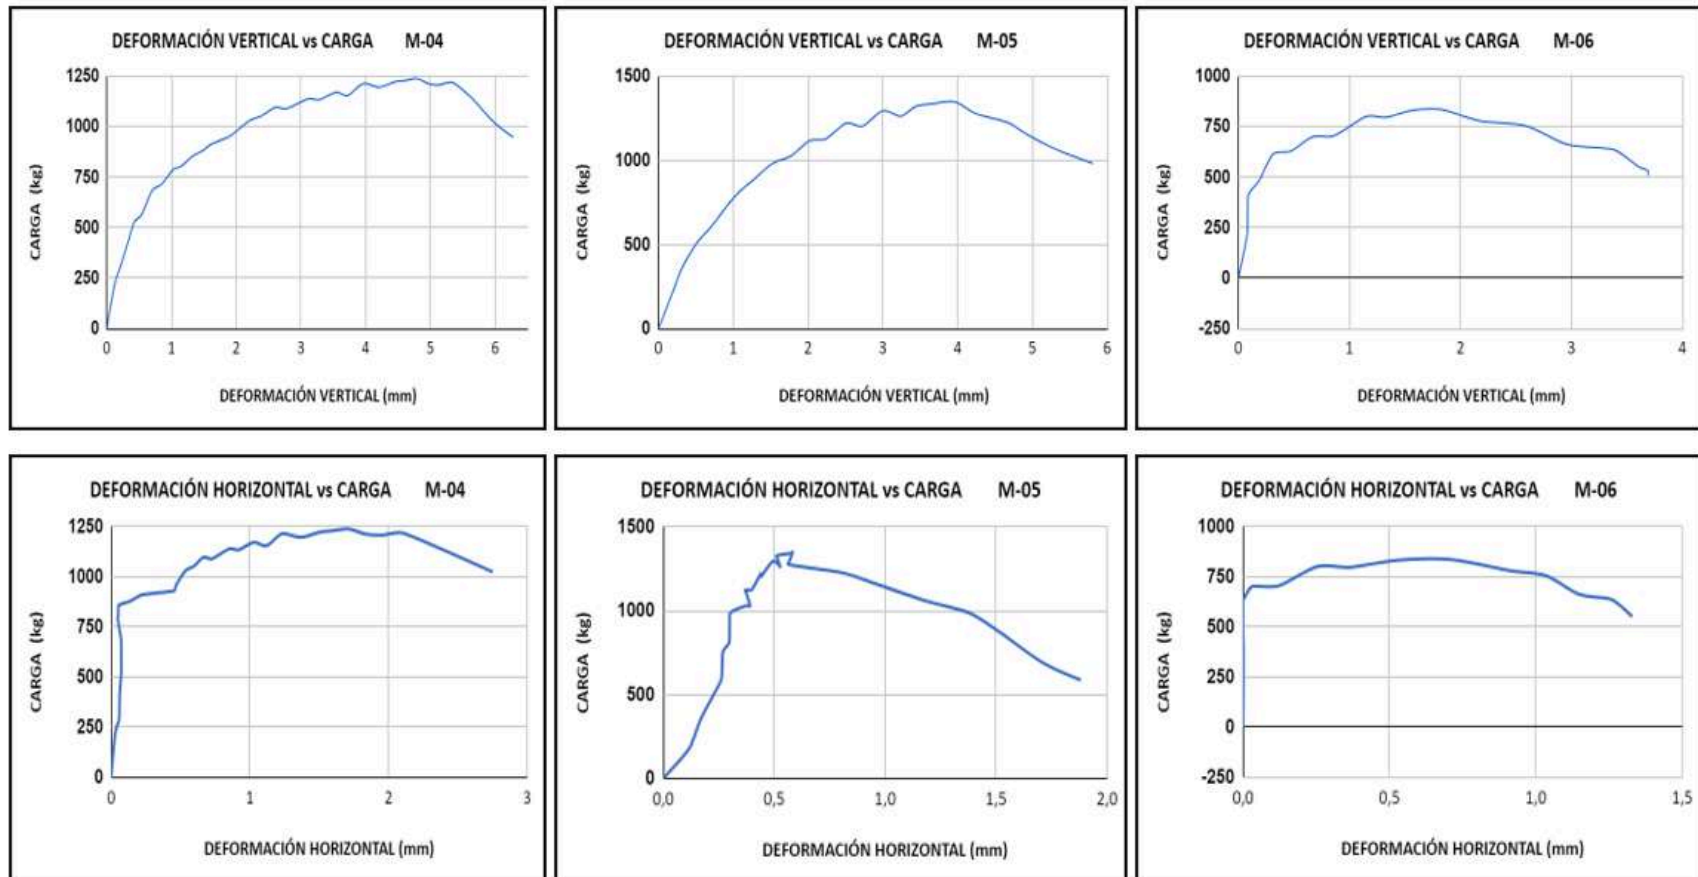 DEFORMACIÓN VERTICAL vs CARGA M-04
1250
1000
750
500
250
0
CARGA (kg)
0 1 2 3 4 5 6
DEFORMACIÓN VERTICAL (mm)
DEFORMACIÓN VERTICAL vs CARGA M-05
1500
1000
500
0
CARGA (kg)
0 1 2 3 4 5 6
DEFORMACIÓN VERTICAL (mm)
DEFORMACIÓN VERTICAL vs CARGA M-06
1000
750
500
250
0
-250
CARGA (kg)
0 1 2 3 4
DEFORMACIÓN VERTICAL (mm)
DEFORMACIÓN HORIZONTAL vs CARGA M-04
1250
1000
750
500
250
0
CARGA (kg)
0 1 2 3
DEFORMACIÓN HORIZONTAL (mm)
DEFORMACIÓN HORIZONTAL vs CARGA M-05
1500
1000
500
0
CARGA (kg)
0,0 0,5 1,0 1,5 2,0
DEFORMACIÓN HORIZONTAL (mm)
DEFORMACIÓN HORIZONTAL vs CARGA M-06
1000
750
500
250
0
-250
CARGA (kg)
0,0 0,5 1,0 1,5
DEFORMACIÓN HORIZONTAL (mm)